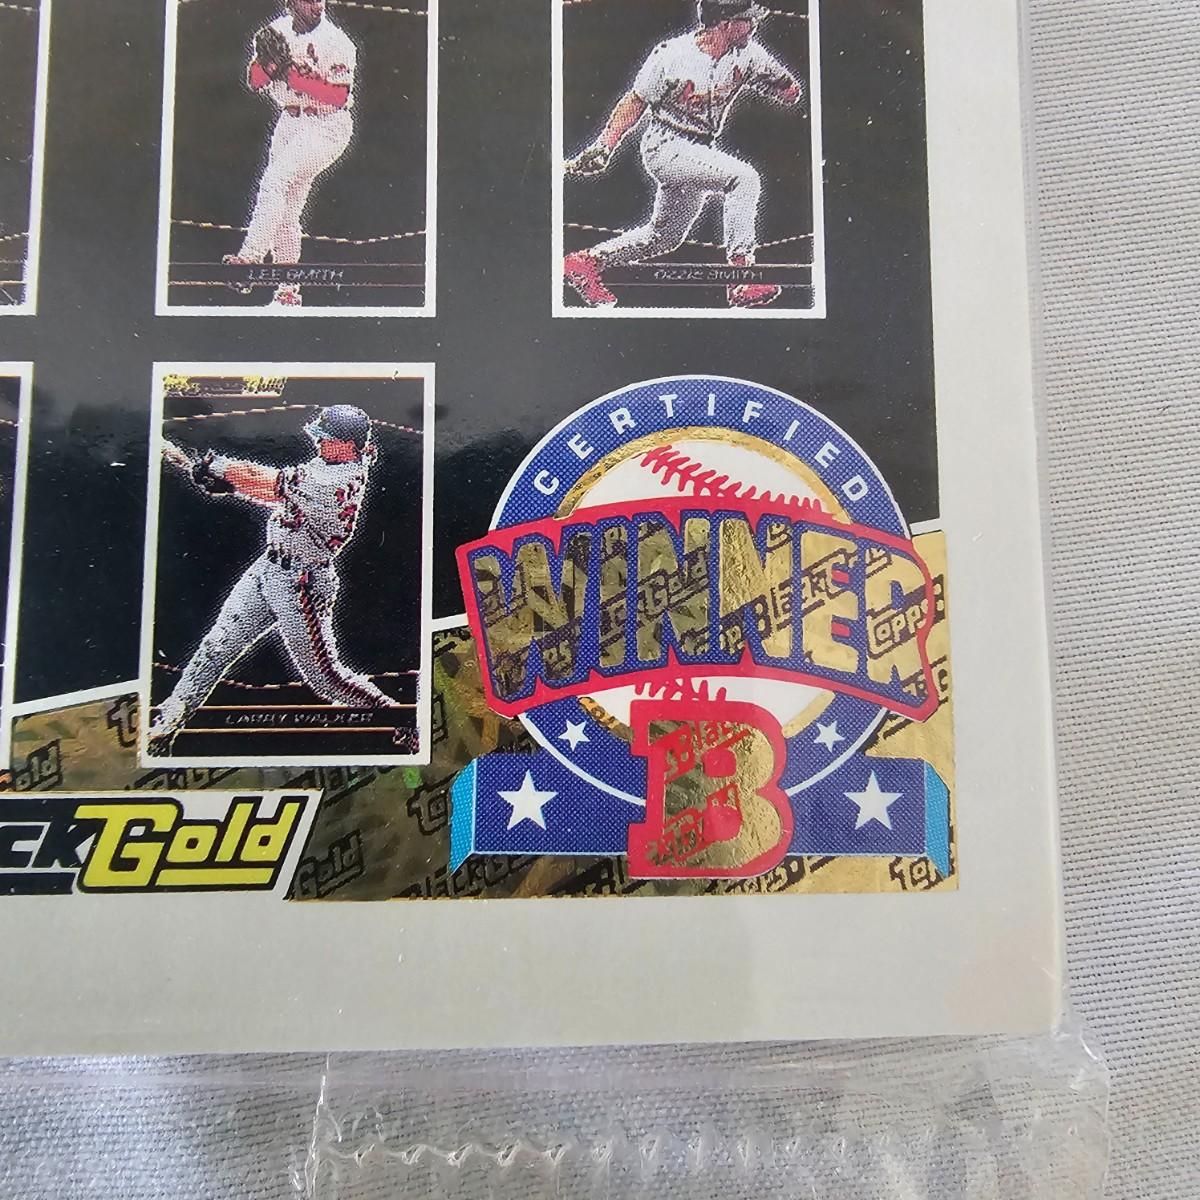 LEE SMITH
OZZIE SMITH
CERTIFIED
WINNER
LARRY WALKER
B
ckGold